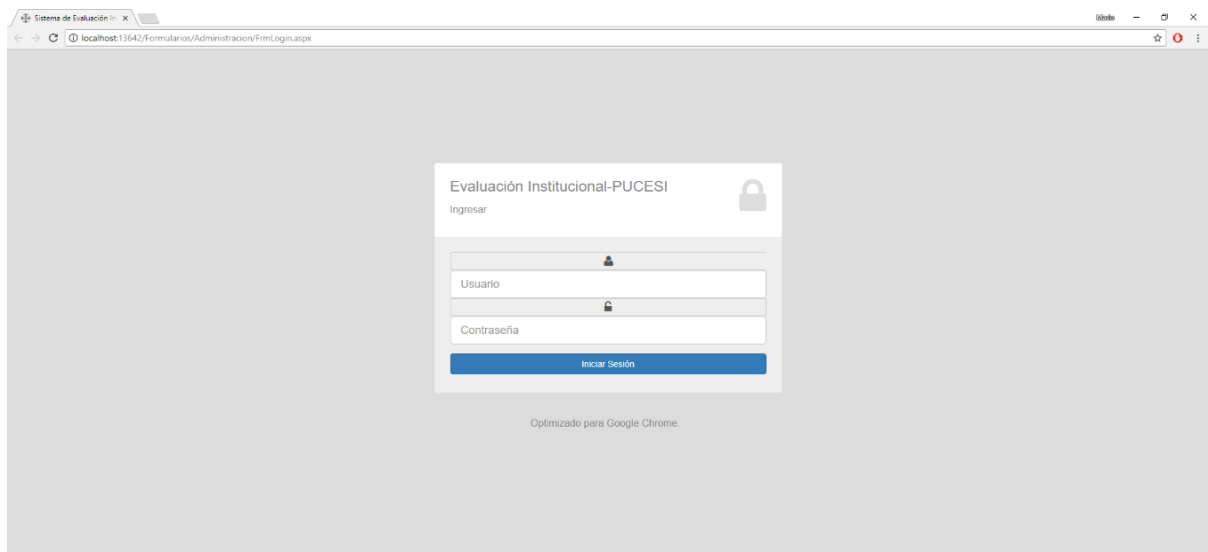 Sistema de Evaluación In
localhost:13642/Formularios/Administracion/FrmLogin.aspx
Evaluación Institucional-PUCESI
Ingresar
Usuario
Contraseña
Iniciar Sesión
Optimizado para Google Chrome.